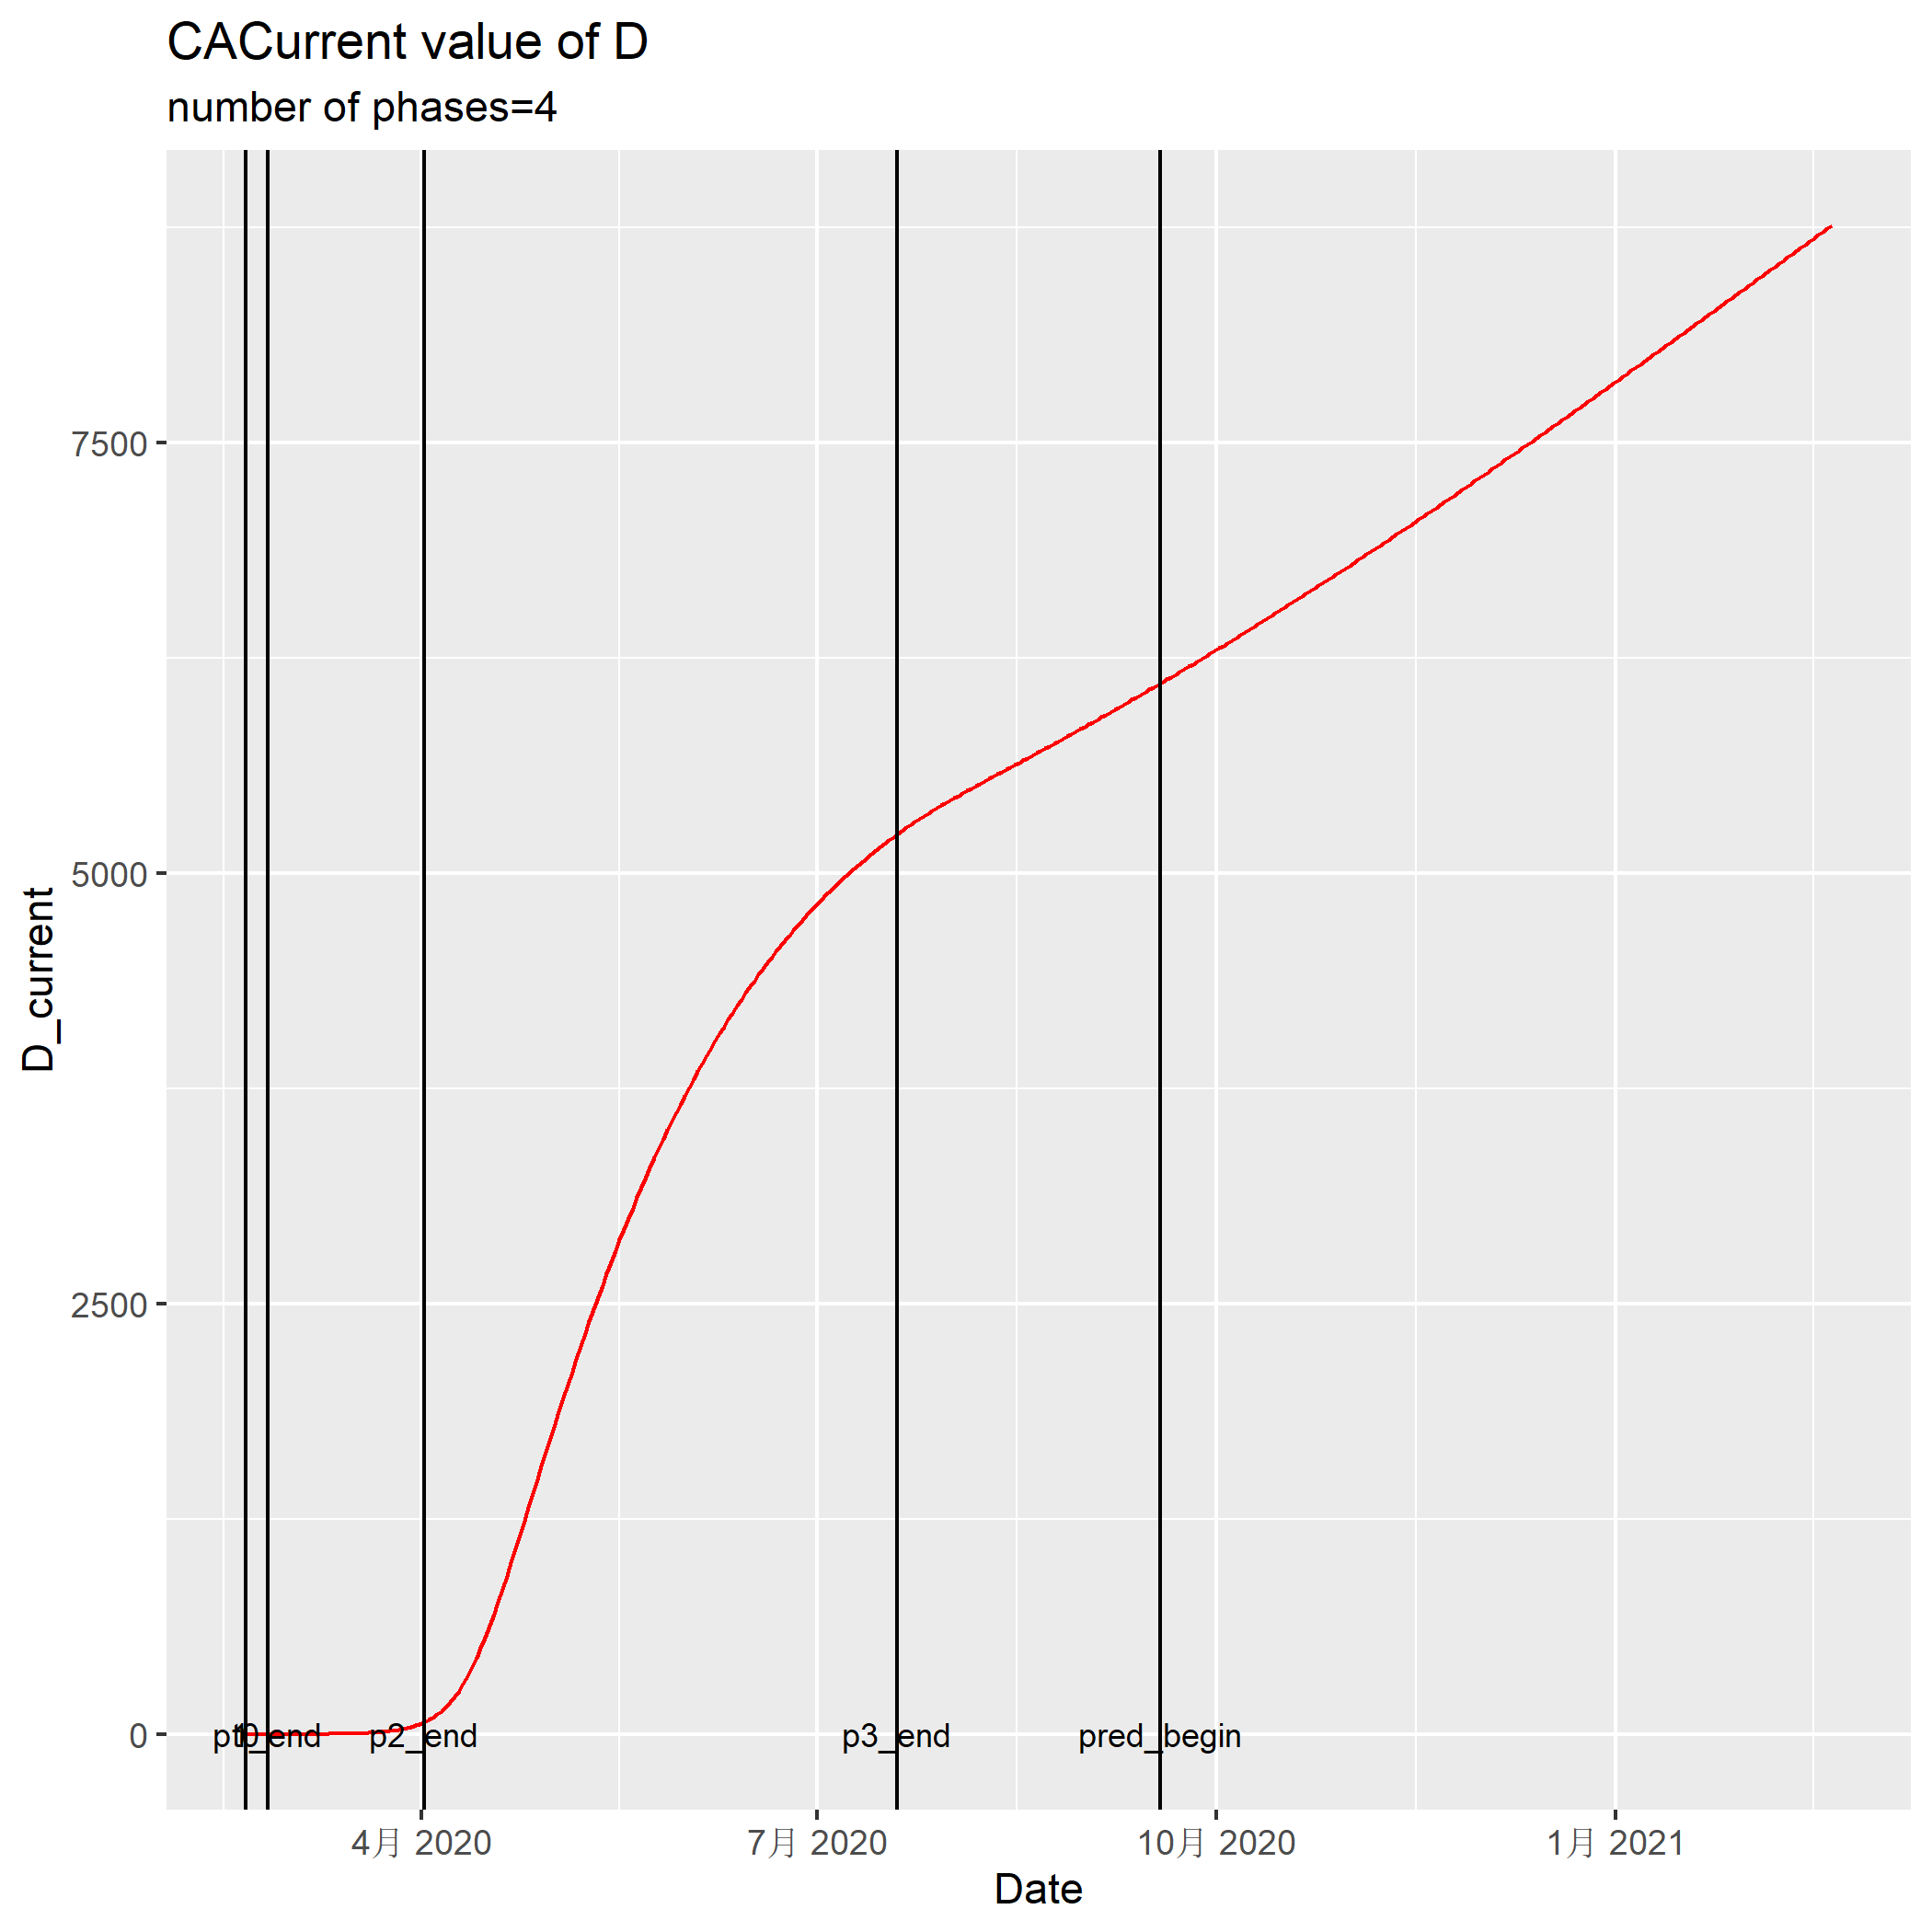 CACurrent value of D
number of phases=4
7500
5000
2500
0
D_current
p2_end
p3_end
pred_begin
4月 2020
7月 2020
10月 2020
1月 2021
Date